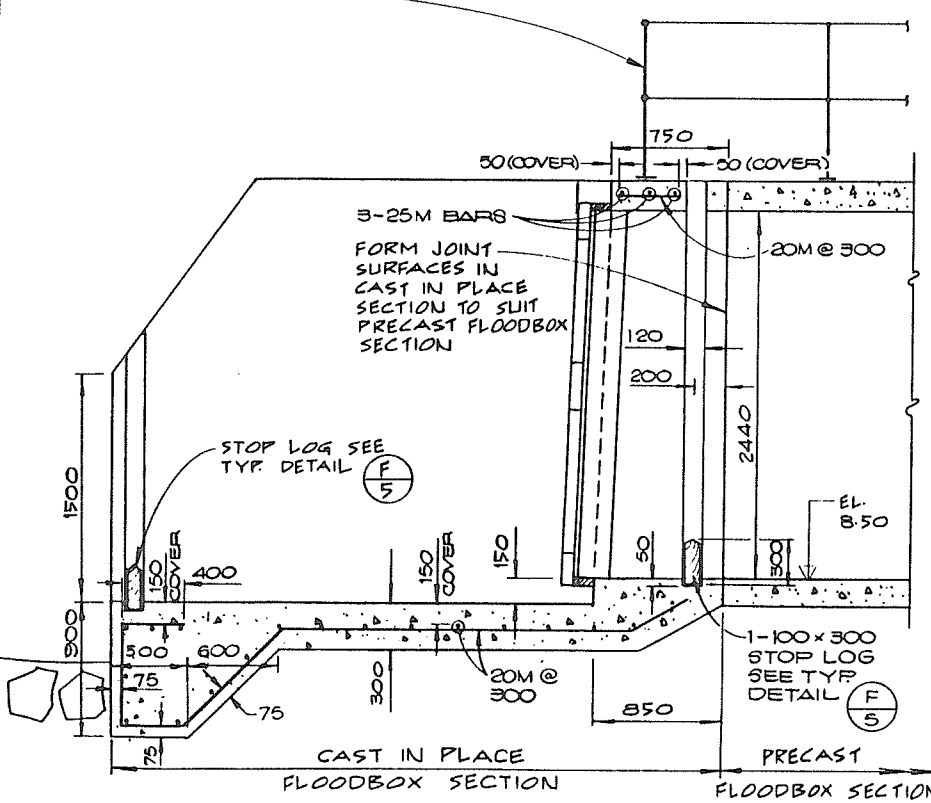 750
50 (COVER)
50 (COVER)
3-25M BARS
20M @ 300
FORM JOINT
SURFACES IN
CAST IN PLACE
SECTION TO SUIT
PRECAST FLOODBOX
SECTION
120
200
2440
STOP LOG SEE
TYP. DETAIL
F
5
1500
EL.
8.50
150
COVER
400
150
COVER
150
50
300
900
500
600
75
75
75
300
20M @
300
1-100 x 300
STOP LOG
SEE TYP
DETAIL
F
5
850
CAST IN PLACE
FLOODBOX SECTION
PRECAST
FLOODBOX SECTION